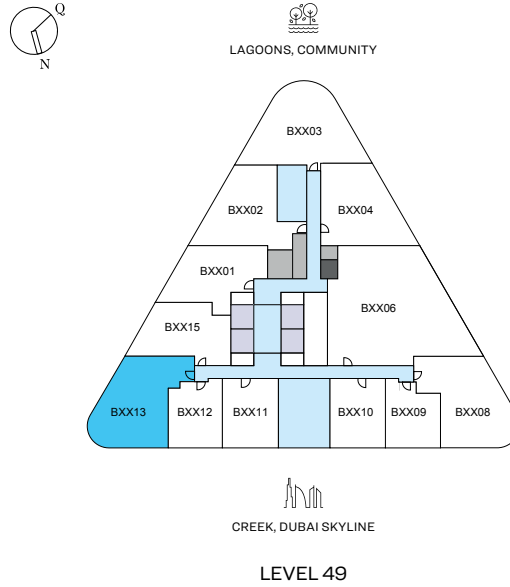 Q
N
LAGOONS, COMMUNITY
BXX03
BXX02
BXX04
BXX01
BXX06
BXX15
BXX13
BXX12
BXX11
BXX10
BXX09
BXX08
CREEK, DUBAI SKYLINE
LEVEL 49